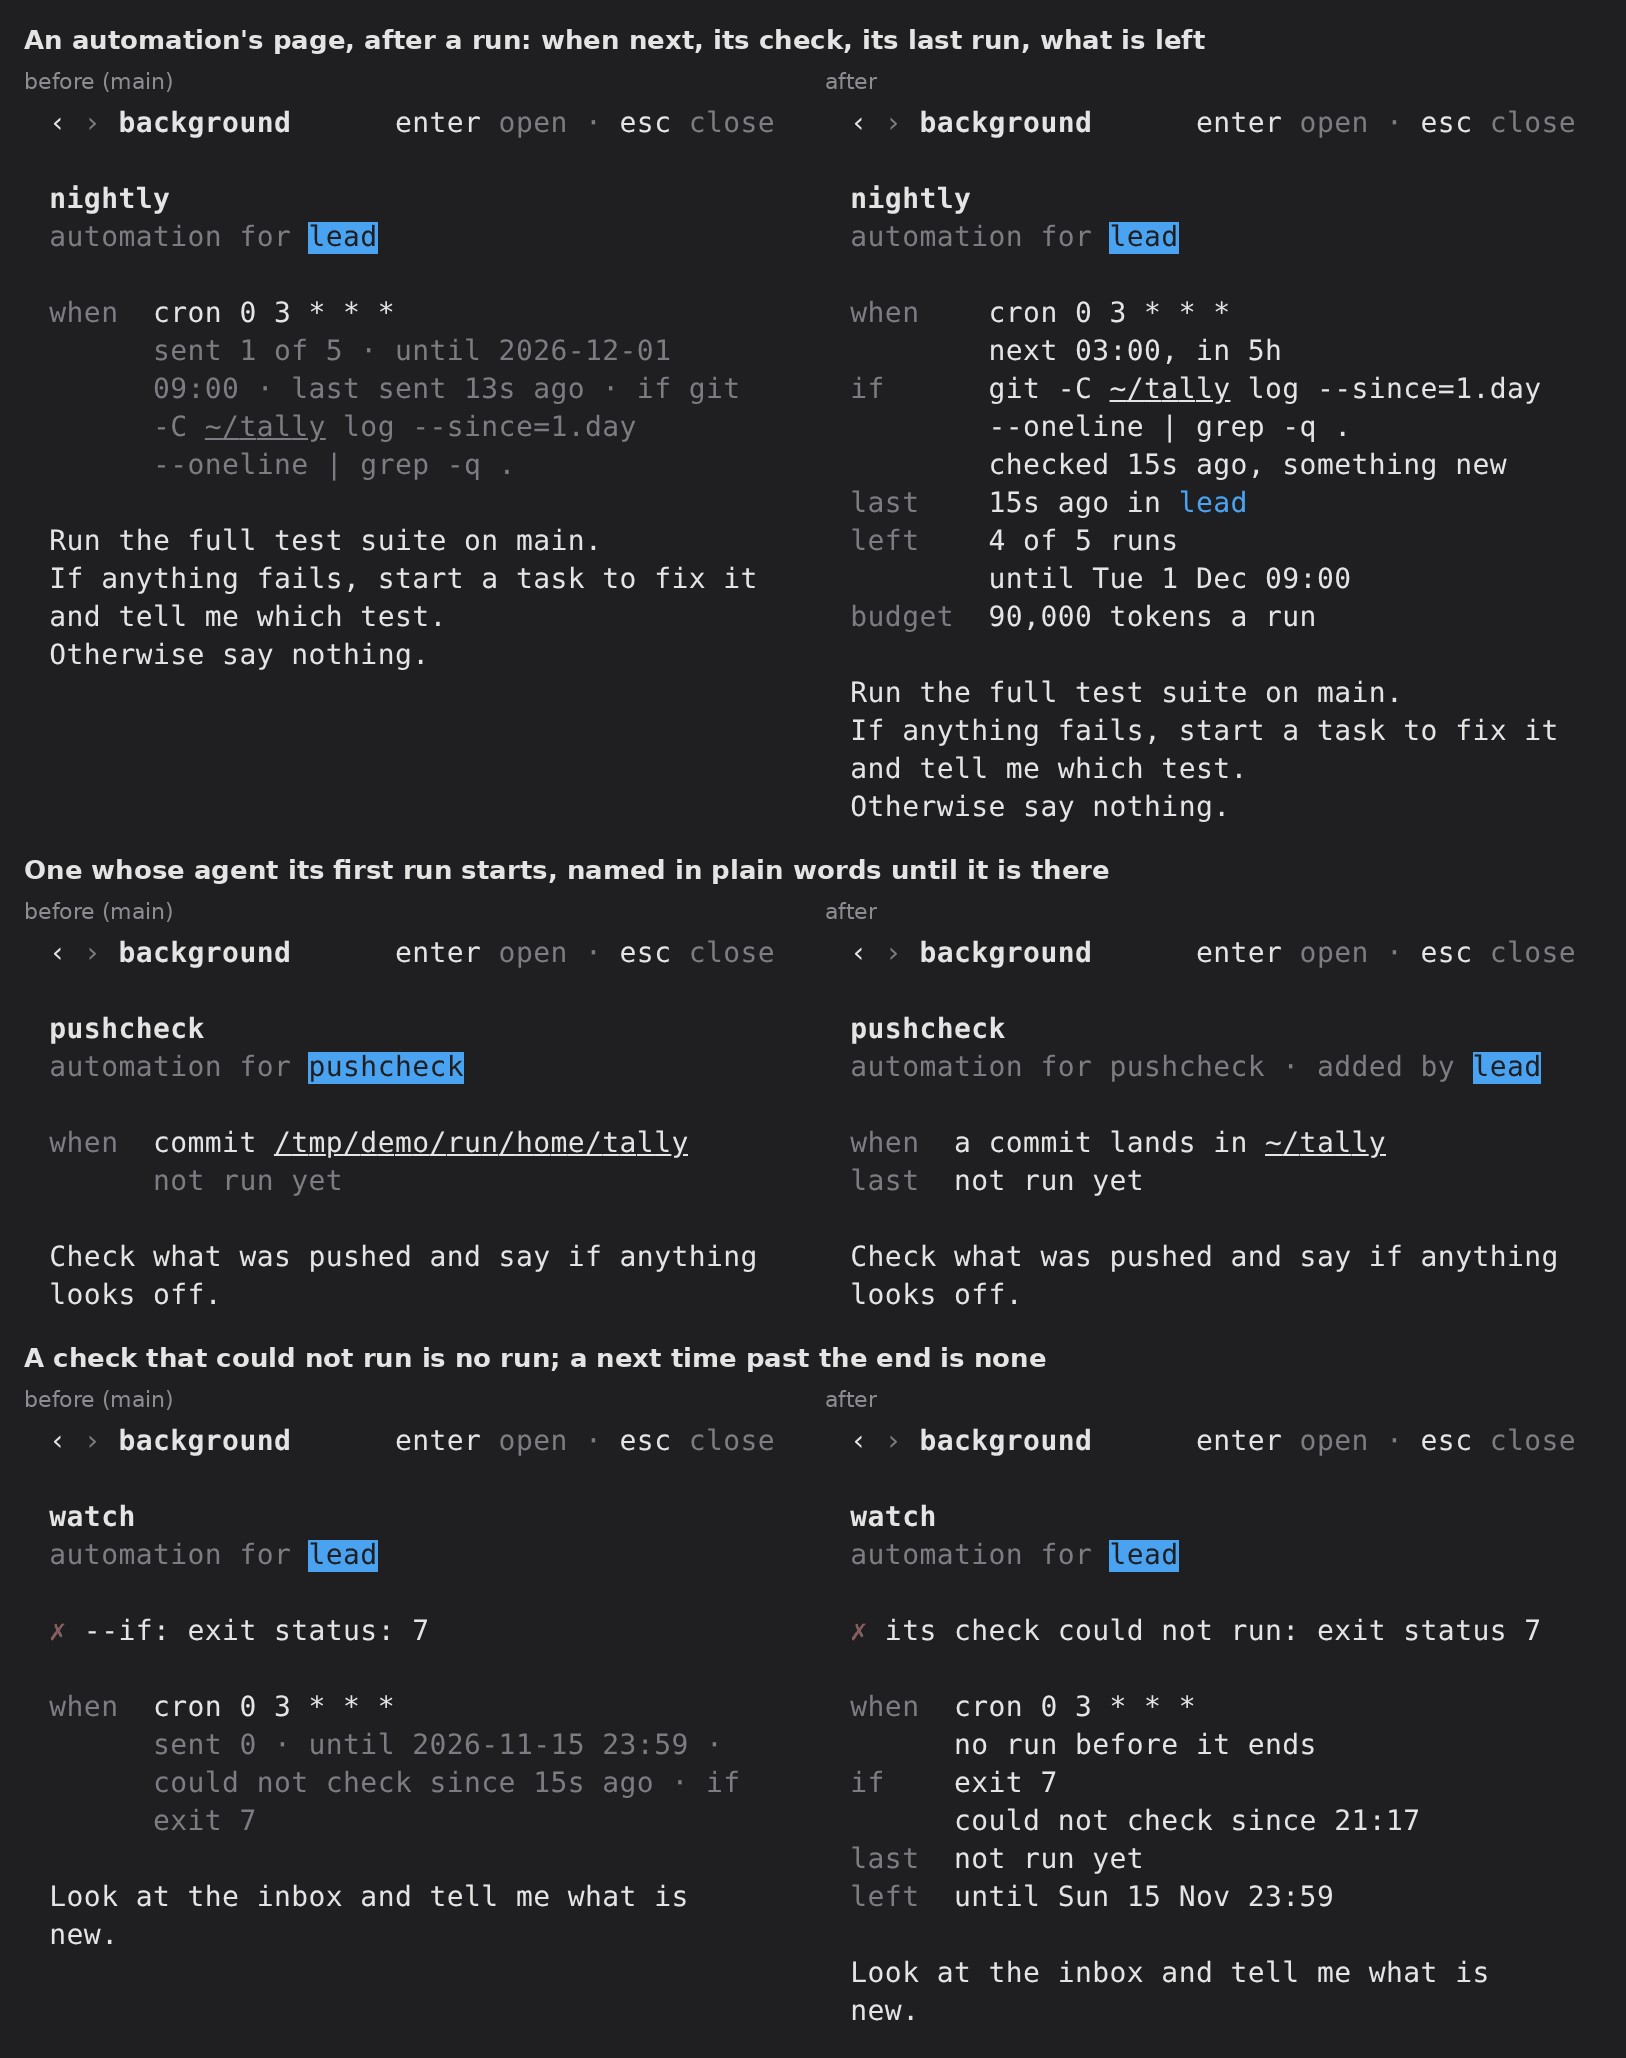 An automation's page, after a run: when next, its check, its last run, what is left
before (main)
‹ › background enter open · esc close
nightly
automation for lead
when cron 0 3 * * *
sent 1 of 5 · until 2026-12-01
09:00 · last sent 13s ago · if git
-C ~/tally log --since=1.day
--oneline | grep -q .
Run the full test suite on main.
If anything fails, start a task to fix it
and tell me which test.
Otherwise say nothing.
after
‹ › background enter open · esc close
nightly
automation for lead
when cron 0 3 * * *
next 03:00, in 5h
if git -C ~/tally log --since=1.day
--oneline | grep -q .
checked 15s ago, something new
last 15s ago in lead
left 4 of 5 runs
until Tue 1 Dec 09:00
budget 90,000 tokens a run
Run the full test suite on main.
If anything fails, start a task to fix it
and tell me which test.
Otherwise say nothing.
One whose agent its first run starts, named in plain words until it is there
before (main)
‹ › background enter open · esc close
pushcheck
automation for pushcheck
when commit /tmp/demo/run/home/tally
not run yet
Check what was pushed and say if anything
looks off.
after
‹ › background enter open · esc close
pushcheck
automation for pushcheck · added by lead
when a commit lands in ~/tally
last not run yet
Check what was pushed and say if anything
looks off.
A check that could not run is no run; a next time past the end is none
before (main)
‹ › background enter open · esc close
watch
automation for lead
✗ --if: exit status: 7
when cron 0 3 * * *
sent 0 · until 2026-11-15 23:59 ·
could not check since 15s ago · if
exit 7
Look at the inbox and tell me what is
new.
after
‹ › background enter open · esc close
watch
automation for lead
✗ its check could not run: exit status 7
when cron 0 3 * * *
no run before it ends
if exit 7
could not check since 21:17
last not run yet
left until Sun 15 Nov 23:59
Look at the inbox and tell me what is
new.